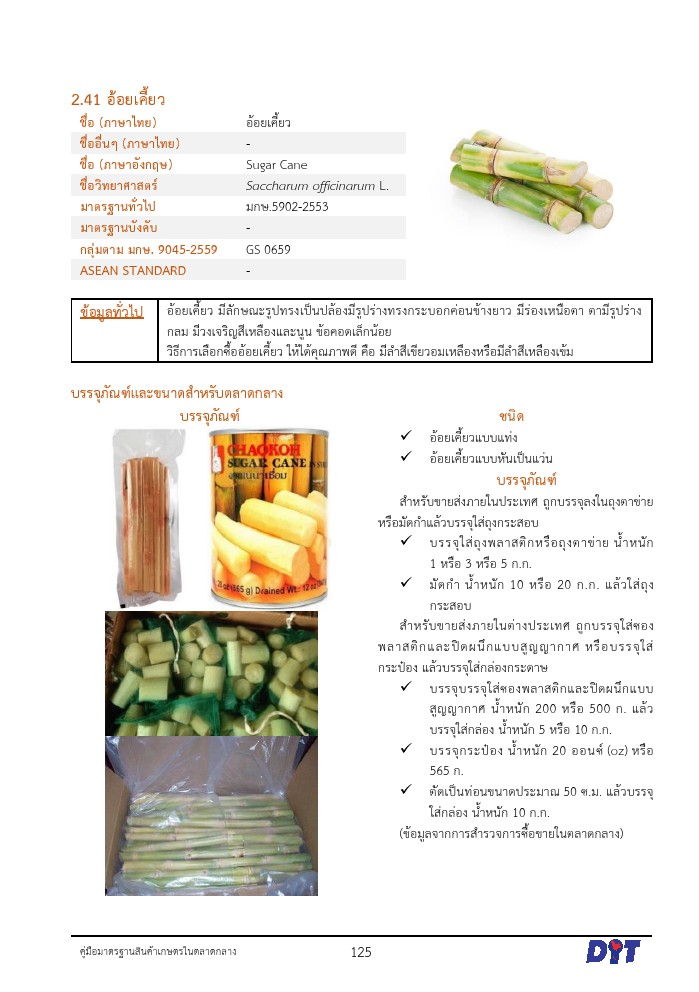 2.41 อ้อยเคี้ยว
ชื่อ (ภาษาไทย) อ้อยเคี้ยว
ชื่ออื่นๆ (ภาษาไทย) -
ชื่อ (ภาษาอังกฤษ) Sugar Cane
ชื่อวิทยาศาสตร์ Saccharum officinarum L.
มาตรฐานทั่วไป มกษ.5902-2553
มาตรฐานบังคับ -
กลุ่มตาม มกษ. 9045-2559 GS 0659
ASEAN STANDARD -
ข้อมูลทั่วไป อ้อยเคี้ยว มีลักษณะรูปทรงเป็นปล้องมีรูปร่างทรงกระบอกค่อนข้างยาว มีร่องเหนือตา ตามีรูปร่าง
กลม มีวงเจริญสีเหลืองและนูน ข้อคอดเล็กน้อย
วิธีการเลือกซื้ออ้อยเคี้ยว ให้ได้คุณภาพดี คือ มีลำสีเขียวอมเหลืองหรือมีลำสีเหลืองเข้ม
บรรจุภัณฑ์และขนาดสำหรับตลาดกลาง
บรรจุภัณฑ์
CHAOKOH
SUGAR CANE IN
20 oz (565 g) Drained Wt.: 12 oz
ชนิด
✓ อ้อยเคี้ยวแบบแท่ง
✓ อ้อยเคี้ยวแบบหั่นเป็นแว่น
บรรจุภัณฑ์
สำหรับขายส่งภายในประเทศ ถูกบรรจุลงในถุงตาข่าย
หรือมัดกำแล้วบรรจุใส่ถุงกระสอบ
✓ บรรจุใส่ถุงพลาสติกหรือถุงตาข่าย น้ำหนัก
1 หรือ 3 หรือ 5 ก.ก.
✓ มัดกำ น้ำหนัก 10 หรือ 20 ก.ก. แล้วใส่ถุง
กระสอบ
สำหรับขายส่งภายในต่างประเทศ ถูกบรรจุใส่ซอง
พลาสติกและปิดผนึกแบบสูญญากาศ หรือบรรจุใส่
กระป๋อง แล้วบรรจุใส่กล่องกระดาษ
✓ บรรจุบรรจุใส่ซองพลาสติกและปิดผนึกแบบ
สูญญากาศ น้ำหนัก 200 หรือ 500 ก. แล้ว
บรรจุใส่กล่อง น้ำหนัก 5 หรือ 10 ก.ก.
✓ บรรจุกระป๋อง น้ำหนัก 20 ออนซ์ (oz) หรือ
565 ก.
✓ ตัดเป็นท่อนขนาดประมาณ 50 ซ.ม. แล้วบรรจุ
ใส่กล่อง น้ำหนัก 10 ก.ก.
(ข้อมูลจากการสำรวจการซื้อขายในตลาดกลาง)
คู่มือมาตรฐานสินค้าเกษตรในตลาดกลาง 125 DIT